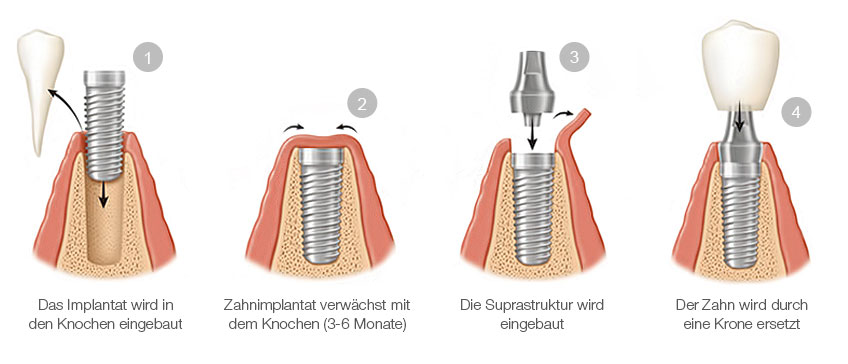 1
2
3
4
Das Implantat wird in
den Knochen eingebaut
Zahnimplantat verwächst mit
dem Knochen (3-6 Monate)
Die Suprastruktur wird
eingebaut
Der Zahn wird durch
eine Krone ersetzt